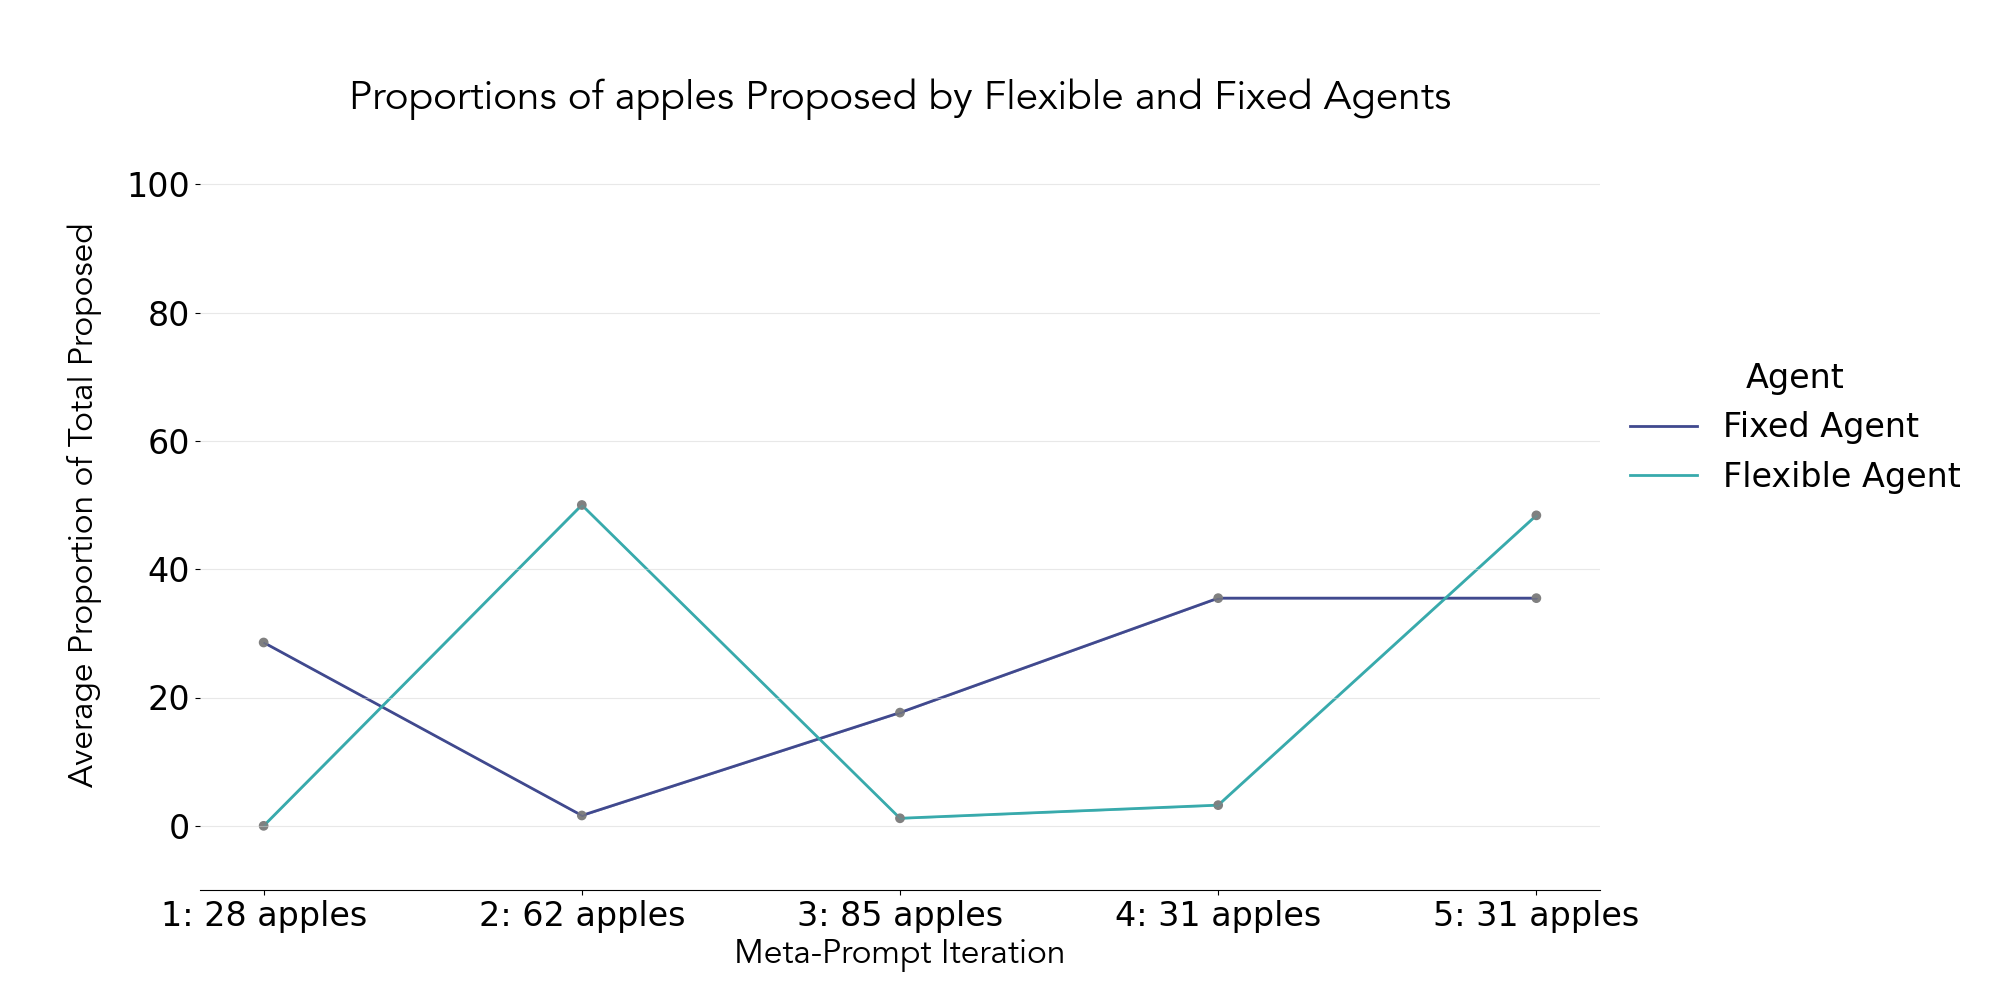 Proportions of apples Proposed by Flexible and Fixed Agents
Average Proportion of Total Proposed
100
80
60
40
20
0
1: 28 apples
2: 62 apples
3: 85 apples
4: 31 apples
5: 31 apples
Meta-Prompt Iteration
Agent
Fixed Agent
Flexible Agent